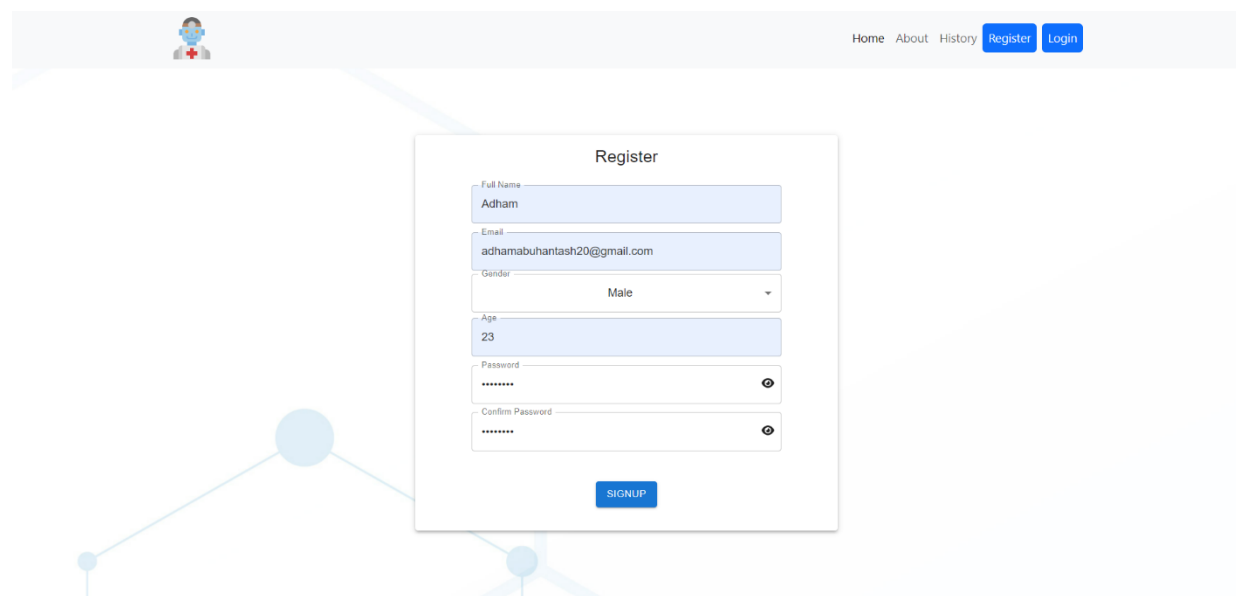 Home About History Register Login
Register
Full Name
Adham
Email
adhamabuhantash20@gmail.com
Gender
Male
Age
23
Password
••••••••
Confirm Password
••••••••
SIGNUP